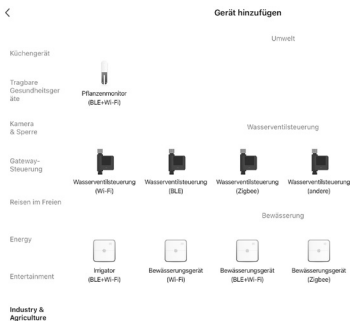 Gerät hinzufügen
Umwelt
Küchengerät
Tragbare
Gesundheitsger
äte
Pflanzenmonitor
(BLE+Wi-Fi)
Kamera
& Sperre
Wasserventilsteuerung
Gateway-
Steuerung
Wasserventilsteuerung Wasserventilsteuerung Wasserventilsteuerung Wasserventilsteuerung
(Wi-Fi) (BLE) (Zigbee) (andere)
Reisen im Freien
Bewässerung
Energy
Entertainment
Irrigator Bewässerungsgerät Bewässerungsgerät Bewässerungsgerät
(BLE+Wi-Fi) (Wi-Fi) (BLE+Wi-Fi) (Zigbee)
Industry &
Agriculture